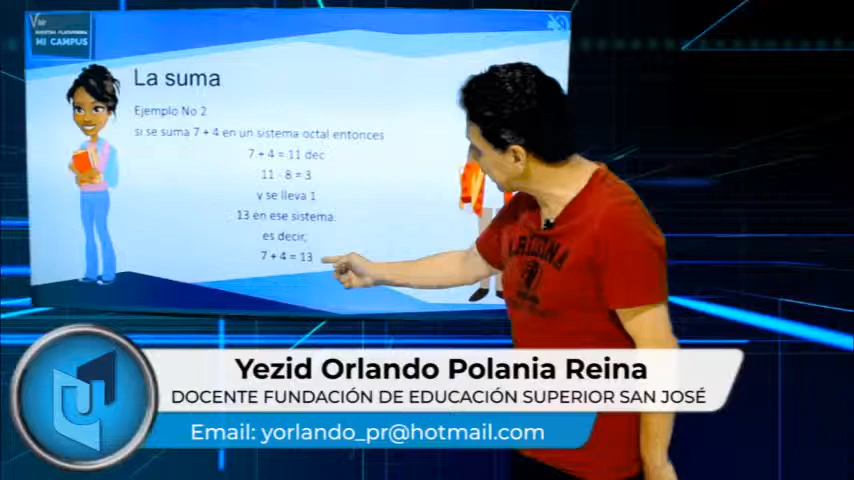 MI CAMPUS
La suma
Ejemplo No 2
si se suma 7 + 4 en un sistema octal entonces
7 + 4 = 11 dec
11 - 8 = 3
y se lleva 1
13 en ese sistema.
es decir,
7 + 4 = 13
Yezid Orlando Polania Reina
DOCENTE FUNDACIÓN DE EDUCACIÓN SUPERIOR SAN JOSÉ
Email: yorlando_pr@hotmail.com